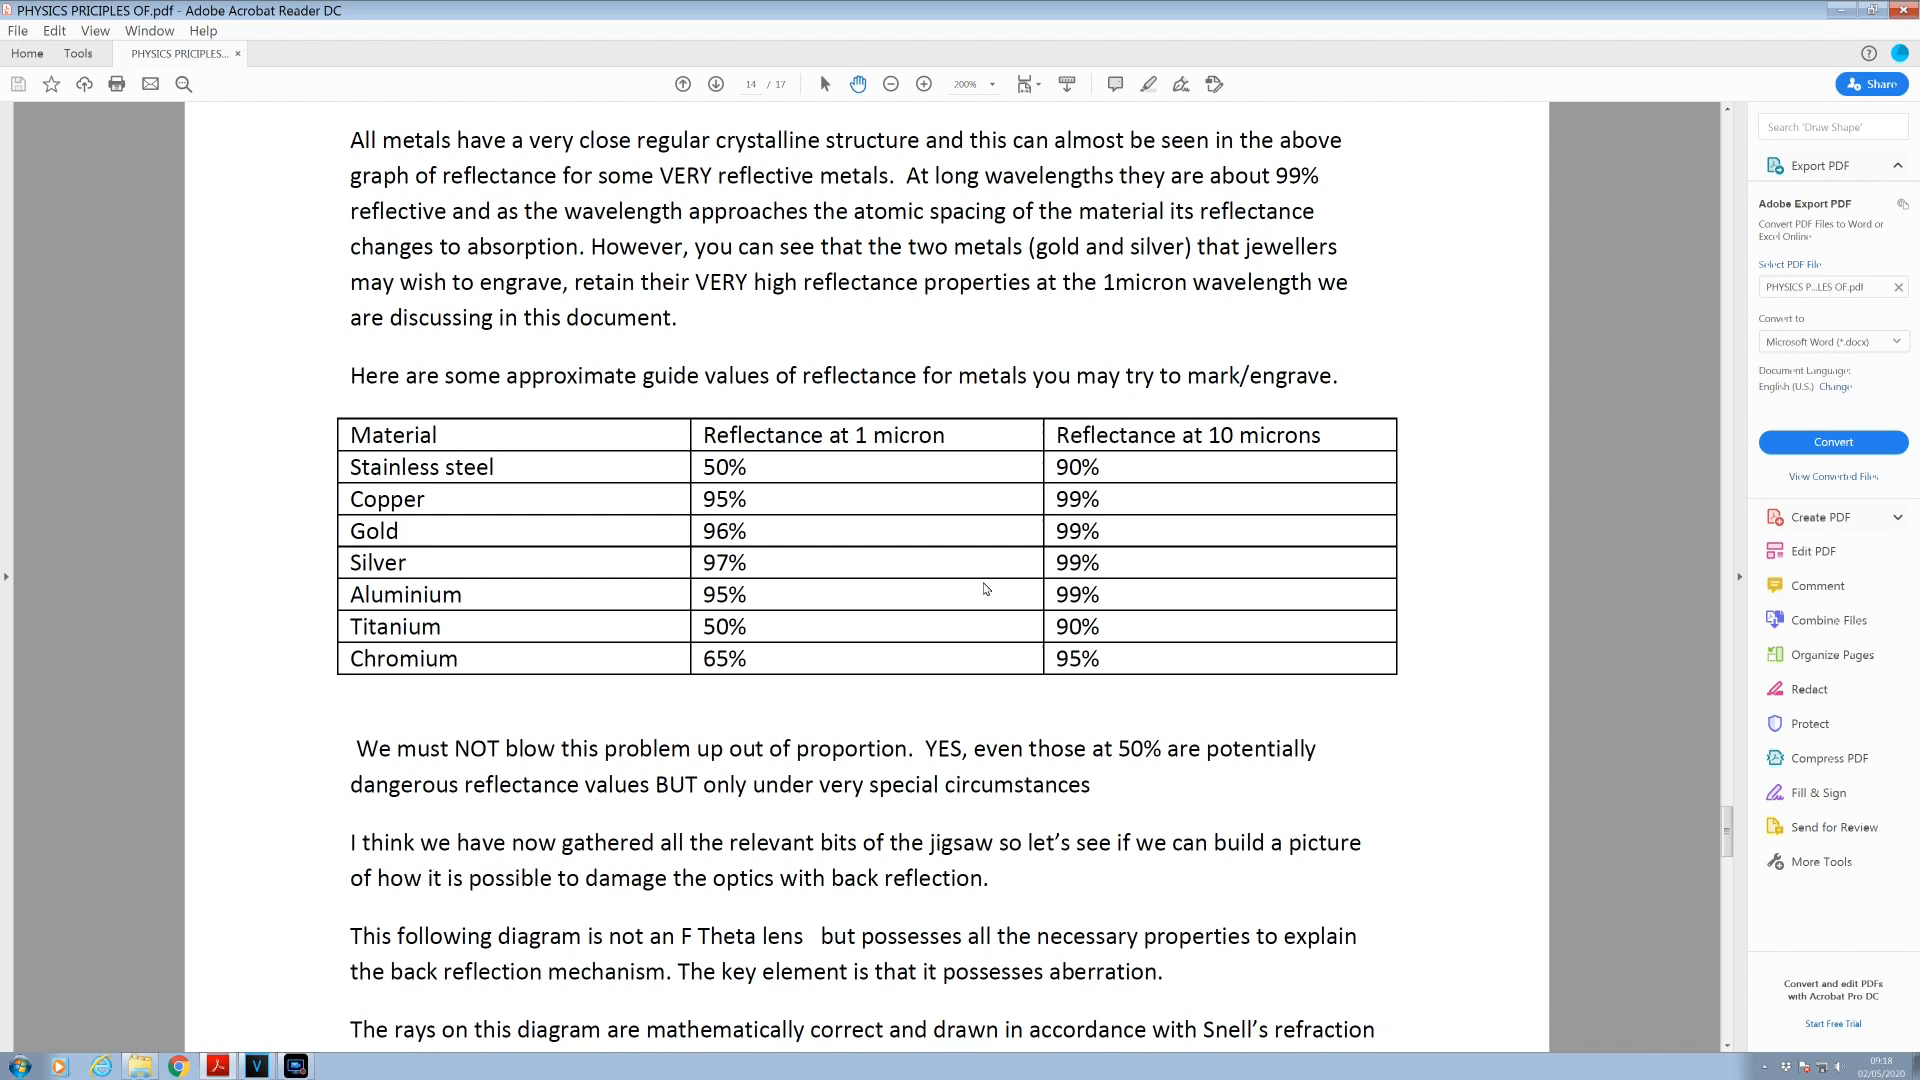 PHYSICS PRICIPLES OF.pdf - Adobe Acrobat Reader DC
File Edit View Window Help
Home Tools PHYSICS PRICIPLES... ×
14 / 17 200% Share
All metals have a very close regular crystalline structure and this can almost be seen in the above
graph of reflectance for some VERY reflective metals. At long wavelengths they are about 99%
reflective and as the wavelength approaches the atomic spacing of the material its reflectance
changes to absorption. However, you can see that the two metals (gold and silver) that jewellers
may wish to engrave, retain their VERY high reflectance properties at the 1micron wavelength we
are discussing in this document.
Here are some approximate guide values of reflectance for metals you may try to mark/engrave.
Material Reflectance at 1 micron Reflectance at 10 microns
Stainless steel 50% 90%
Copper 95% 99%
Gold 96% 99%
Silver 97% 99%
Aluminium 95% 99%
Titanium 50% 90%
Chromium 65% 95%
We must NOT blow this problem up out of proportion. YES, even those at 50% are potentially
dangerous reflectance values BUT only under very special circumstances
I think we have now gathered all the relevant bits of the jigsaw so let's see if we can build a picture
of how it is possible to damage the optics with back reflection.
This following diagram is not an F Theta lens but possesses all the necessary properties to explain
the back reflection mechanism. The key element is that it possesses aberration.
The rays on this diagram are mathematically correct and drawn in accordance with Snell's refraction
Search 'Draw Shape'
Export PDF
Adobe Export PDF
Convert PDF Files to Word or
Excel Online
Select PDF File
PHYSICS P...LES OF.pdf
Convert to
Microsoft Word (*.docx)
Document Language:
English (U.S.) Change
Convert
View Converted Files
Create PDF
Edit PDF
Comment
Combine Files
Organize Pages
Redact
Protect
Compress PDF
Fill & Sign
Send for Review
More Tools
Convert and edit PDFs
with Acrobat Pro DC
Start Free Trial
09:18
02/05/2020